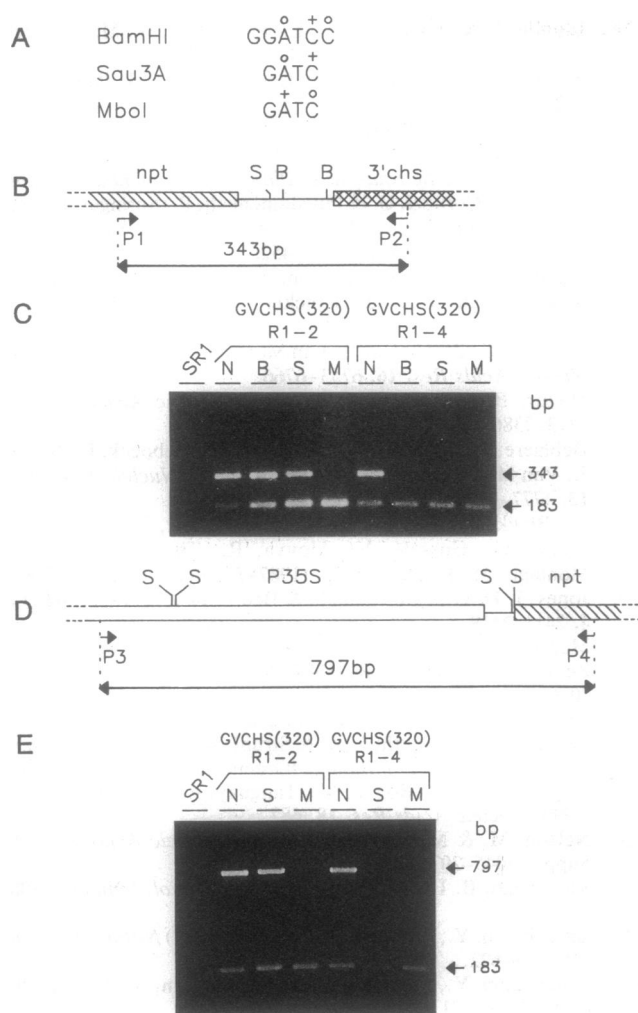 A
o + o
BamHI GGATCC
o +
Sau3A GATC
+ o
MboI GATC
B
npt S B B 3'chs
P1 P2
343bp
C
GVCHS(320) GVCHS(320)
R1-2 R1-4
SR1 N B S M N B S M
bp
343
183
D
S S P35S S S npt
P3 P4
797bp
E
GVCHS(320) GVCHS(320)
R1-2 R1-4
SR1 N S M N S M
bp
797
183